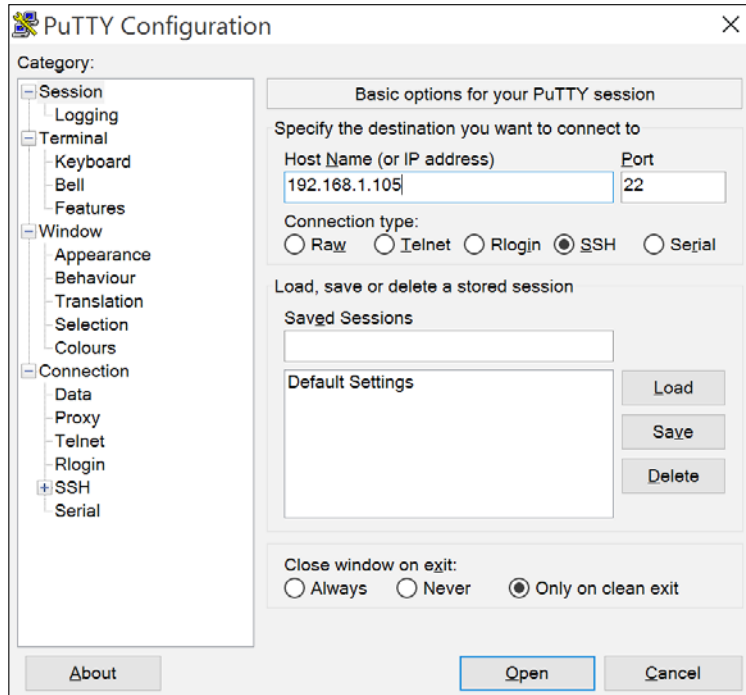 PuTTY Configuration
Category:
Session
Logging
Terminal
Keyboard
Bell
Features
Window
Appearance
Behaviour
Translation
Selection
Colours
Connection
Data
Proxy
Telnet
Rlogin
SSH
Serial
Basic options for your PuTTY session
Specify the destination you want to connect to
Host Name (or IP address) Port
192.168.1.105 22
Connection type:
Raw Telnet Rlogin SSH Serial
Load, save or delete a stored session
Saved Sessions
Default Settings
Load
Save
Delete
Close window on exit:
Always Never Only on clean exit
About Open Cancel